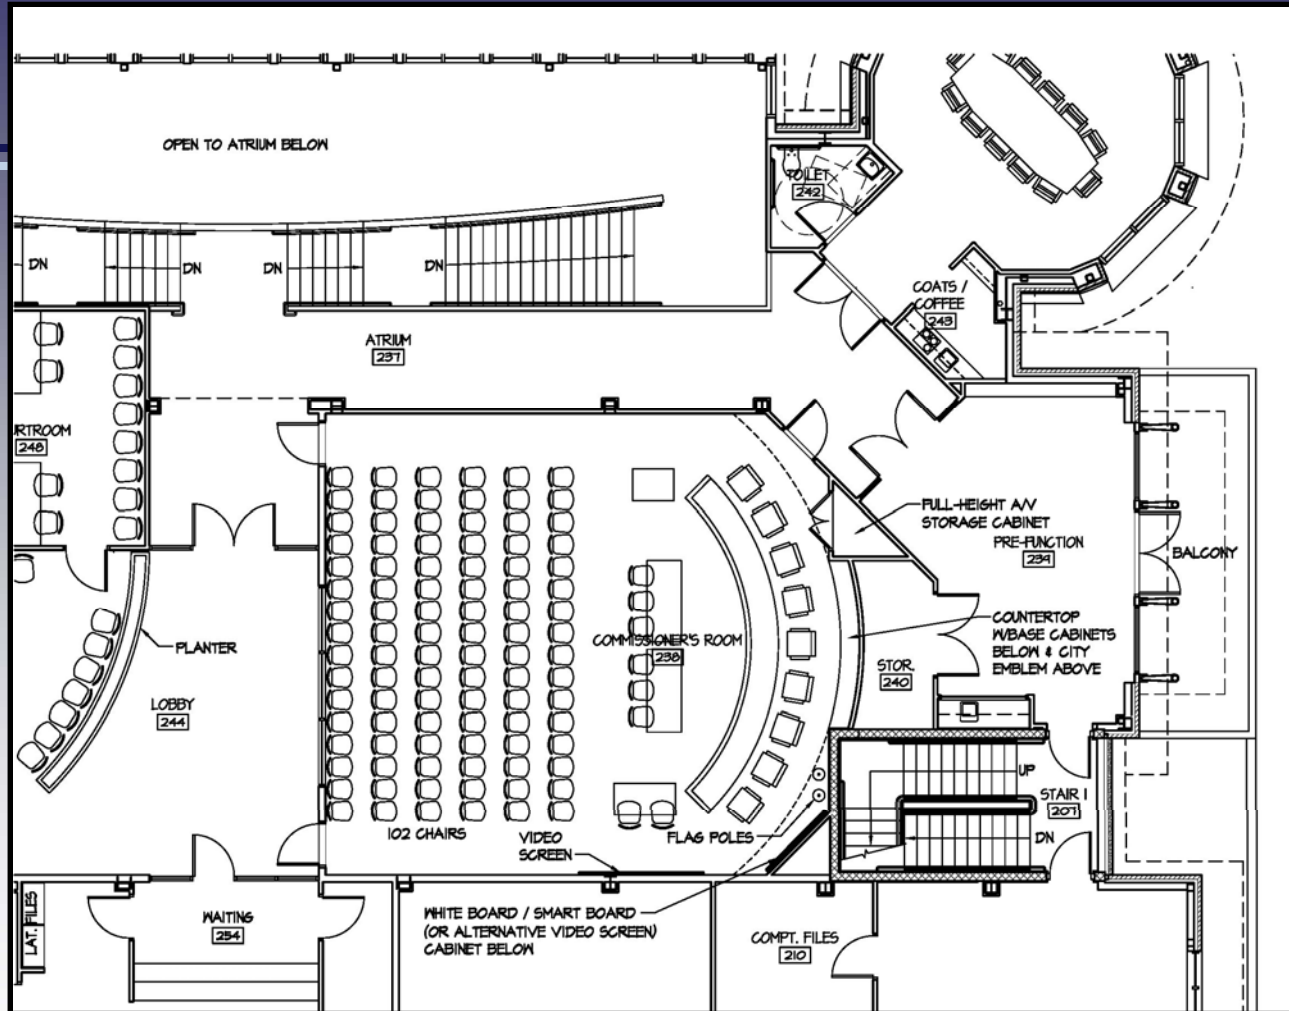 OPEN TO ATRIUM BELOW
TOILET
242
DN
DN
DN
DN
COATS /
COFFEE
243
ATRIUM
237
RTROOM
248
FULL-HEIGHT A/V
STORAGE CABINET
PRE-FUNCTION
239
BALCONY
PLANTER
COMMISSIONER'S ROOM
238
COUNTERTOP
W/BASE CABINETS
BELOW & CITY
EMBLEM ABOVE
STOR.
240
LOBBY
244
UP
STAIR 1
207
DN
102 CHAIRS
VIDEO
SCREEN
FLAG POLES
LAT. FILES
WAITING
254
WHITE BOARD / SMART BOARD
(OR ALTERNATIVE VIDEO SCREEN)
CABINET BELOW
COMPT. FILES
210